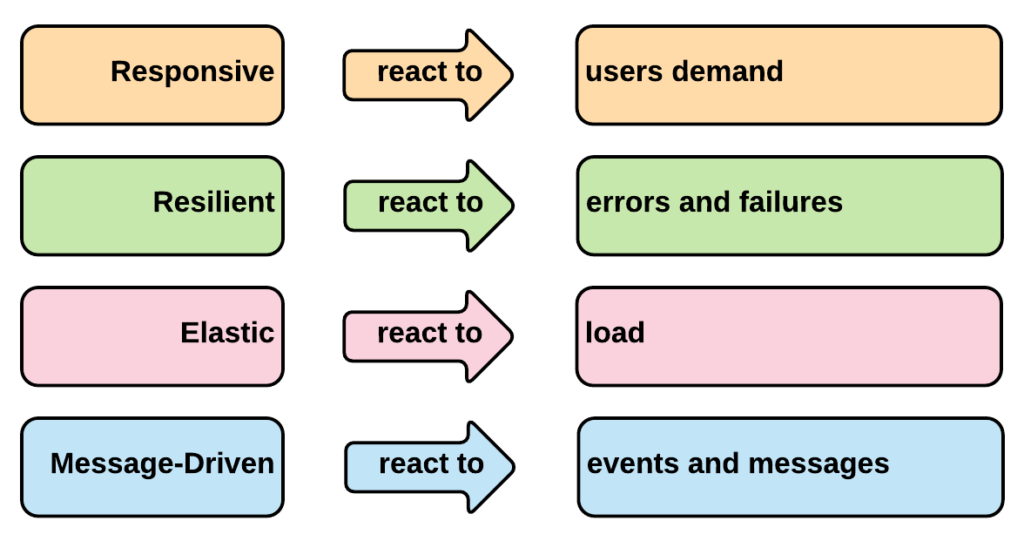 Responsive react to users demand
Resilient react to errors and failures
Elastic react to load
Message-Driven react to events and messages